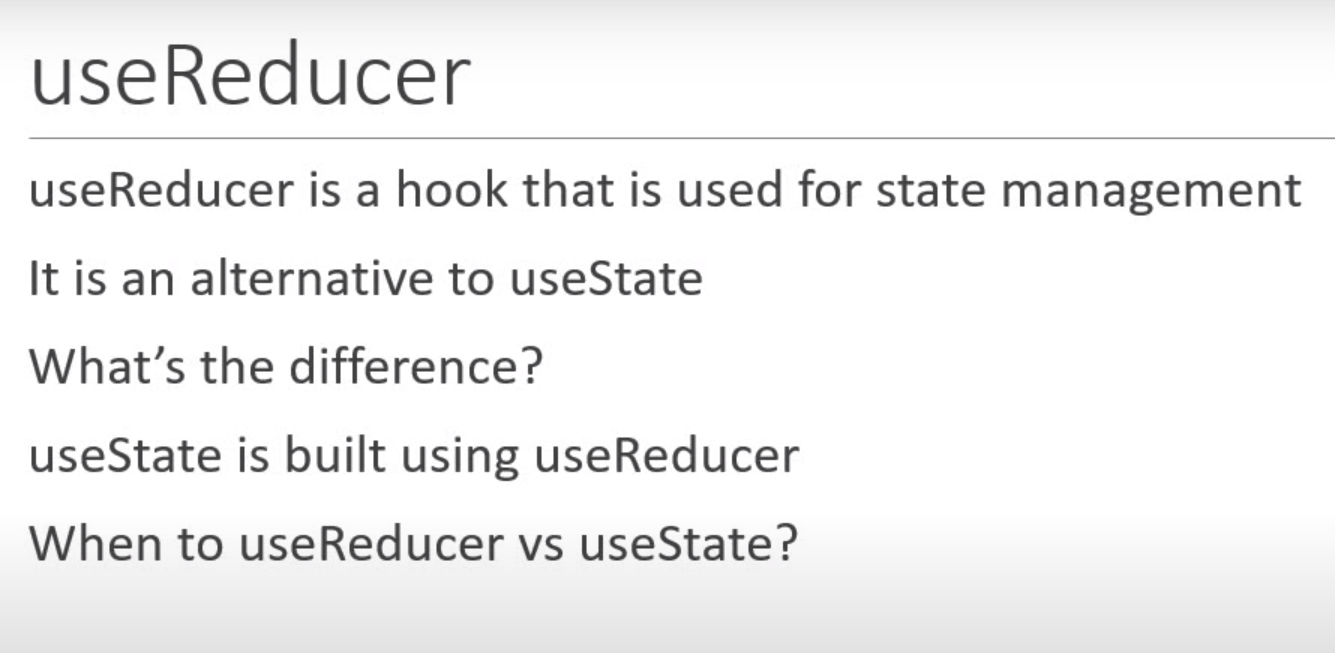 useReducer
useReducer is a hook that is used for state management
It is an alternative to useState
What’s the difference?
useState is built using useReducer
When to useReducer vs useState?